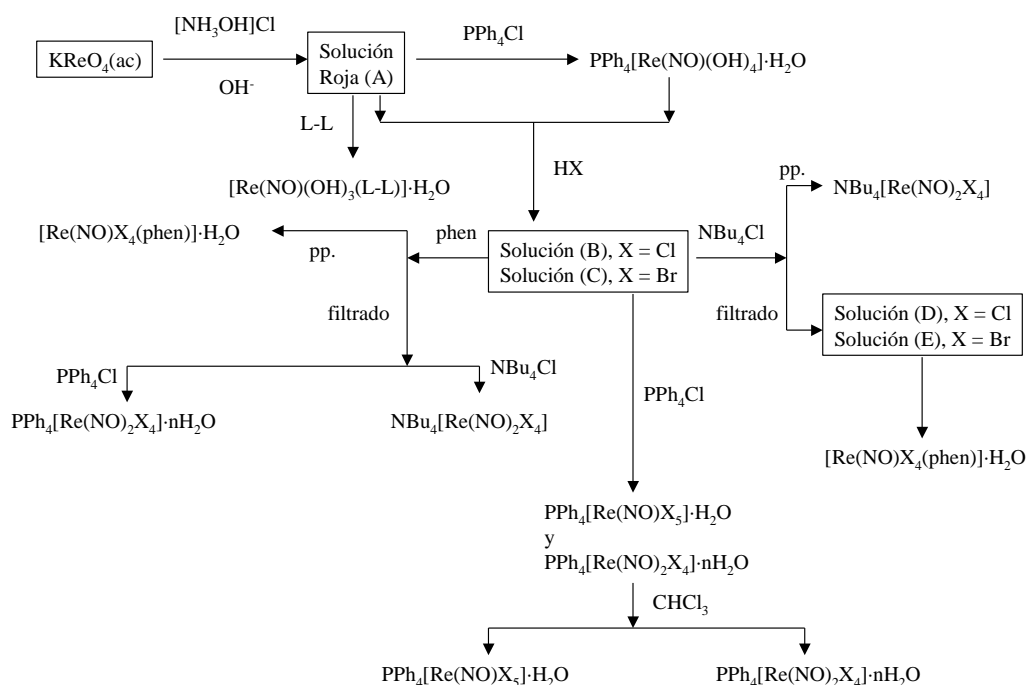 [NH₃OH]Cl
KReO₄(ac)
OH⁻
Solución
Roja (A)
PPh₄Cl
PPh₄[Re(NO)(OH)₄]·H₂O
L-L
[Re(NO)(OH)₃(L-L)]·H₂O
HX
pp.
NBu₄[Re(NO)₂X₄]
[Re(NO)X₄(phen)]·H₂O
pp.
phen
Solución (B), X = Cl
Solución (C), X = Br
NBu₄Cl
filtrado
filtrado
Solución (D), X = Cl
Solución (E), X = Br
PPh₄Cl
NBu₄Cl
PPh₄Cl
PPh₄[Re(NO)₂X₄]·nH₂O
NBu₄[Re(NO)₂X₄]
[Re(NO)X₄(phen)]·H₂O
PPh₄[Re(NO)X₅]·H₂O
y
PPh₄[Re(NO)₂X₄]·nH₂O
CHCl₃
PPh₄[Re(NO)X₅]·H₂O
PPh₄[Re(NO)₂X₄]·nH₂O